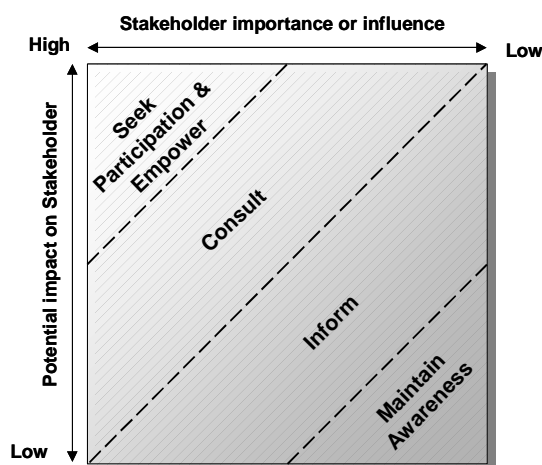 Stakeholder importance or influence
High
Low
Potential impact on Stakeholder
Seek
Participation &
Empower
Consult
Inform
Maintain
Awareness
Low